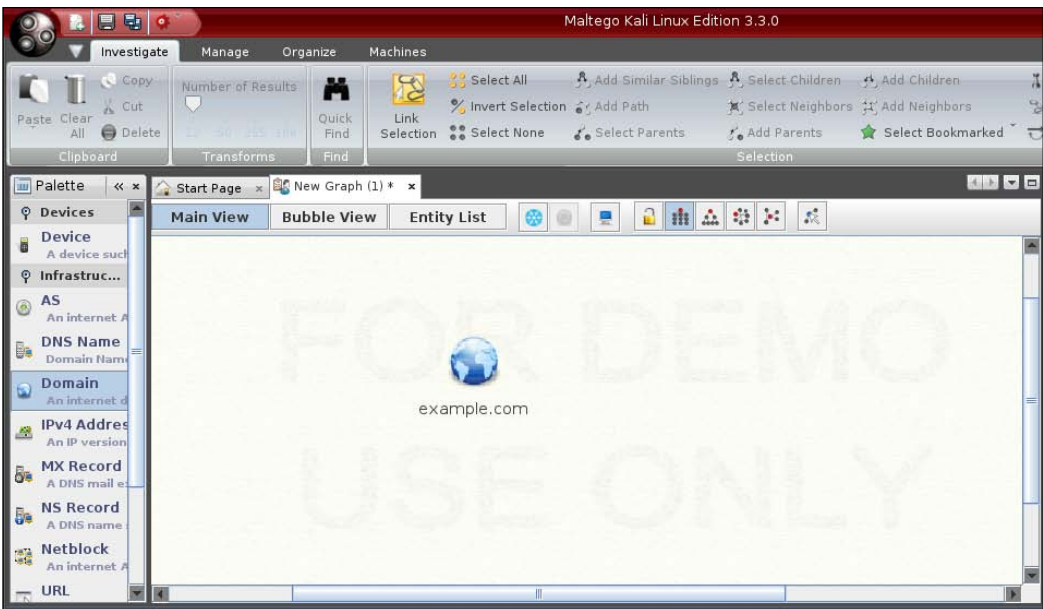 Maltego Kali Linux Edition 3.3.0
Investigate Manage Organize Machines
Copy
Cut
Delete
Paste
Clear All
Clipboard
Number of Results
12 50 255 10k
Transforms
Quick Find
Find
Link Selection
Select All Add Similar Siblings Select Children Add Children
Invert Selection Add Path Select Neighbors Add Neighbors
Select None Select Parents Add Parents Select Bookmarked
Selection
Palette Start Page New Graph (1) *
Main View Bubble View Entity List
Devices
Device
A device such
Infrastruc...
AS
An internet A
DNS Name
Domain Name
Domain
An internet d
IPv4 Addres
An IP version
MX Record
A DNS mail e
NS Record
A DNS name
Netblock
An internet A
URL
FOR DEMO
example.com
USE ONLY